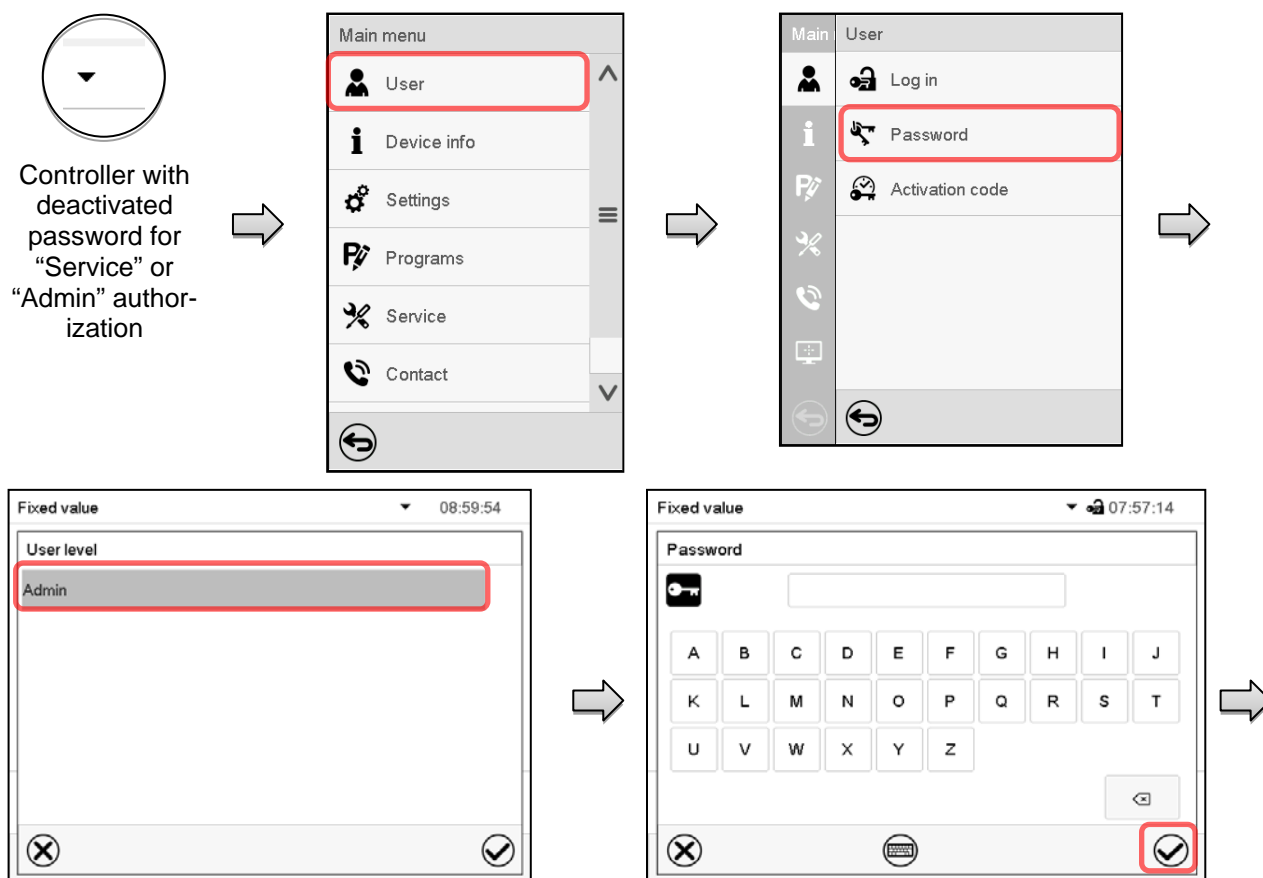 Controller with
deactivated
password for
“Service” or
“Admin” author-
ization
Main menu
User
Device info
Settings
Programs
Service
Contact
Main
User
Log in
Password
Activation code
Fixed value
08:59:54
User level
Admin
Fixed value
07:57:14
Password
A B C D E F G H I J
K L M N O P Q R S T
U V W X Y Z